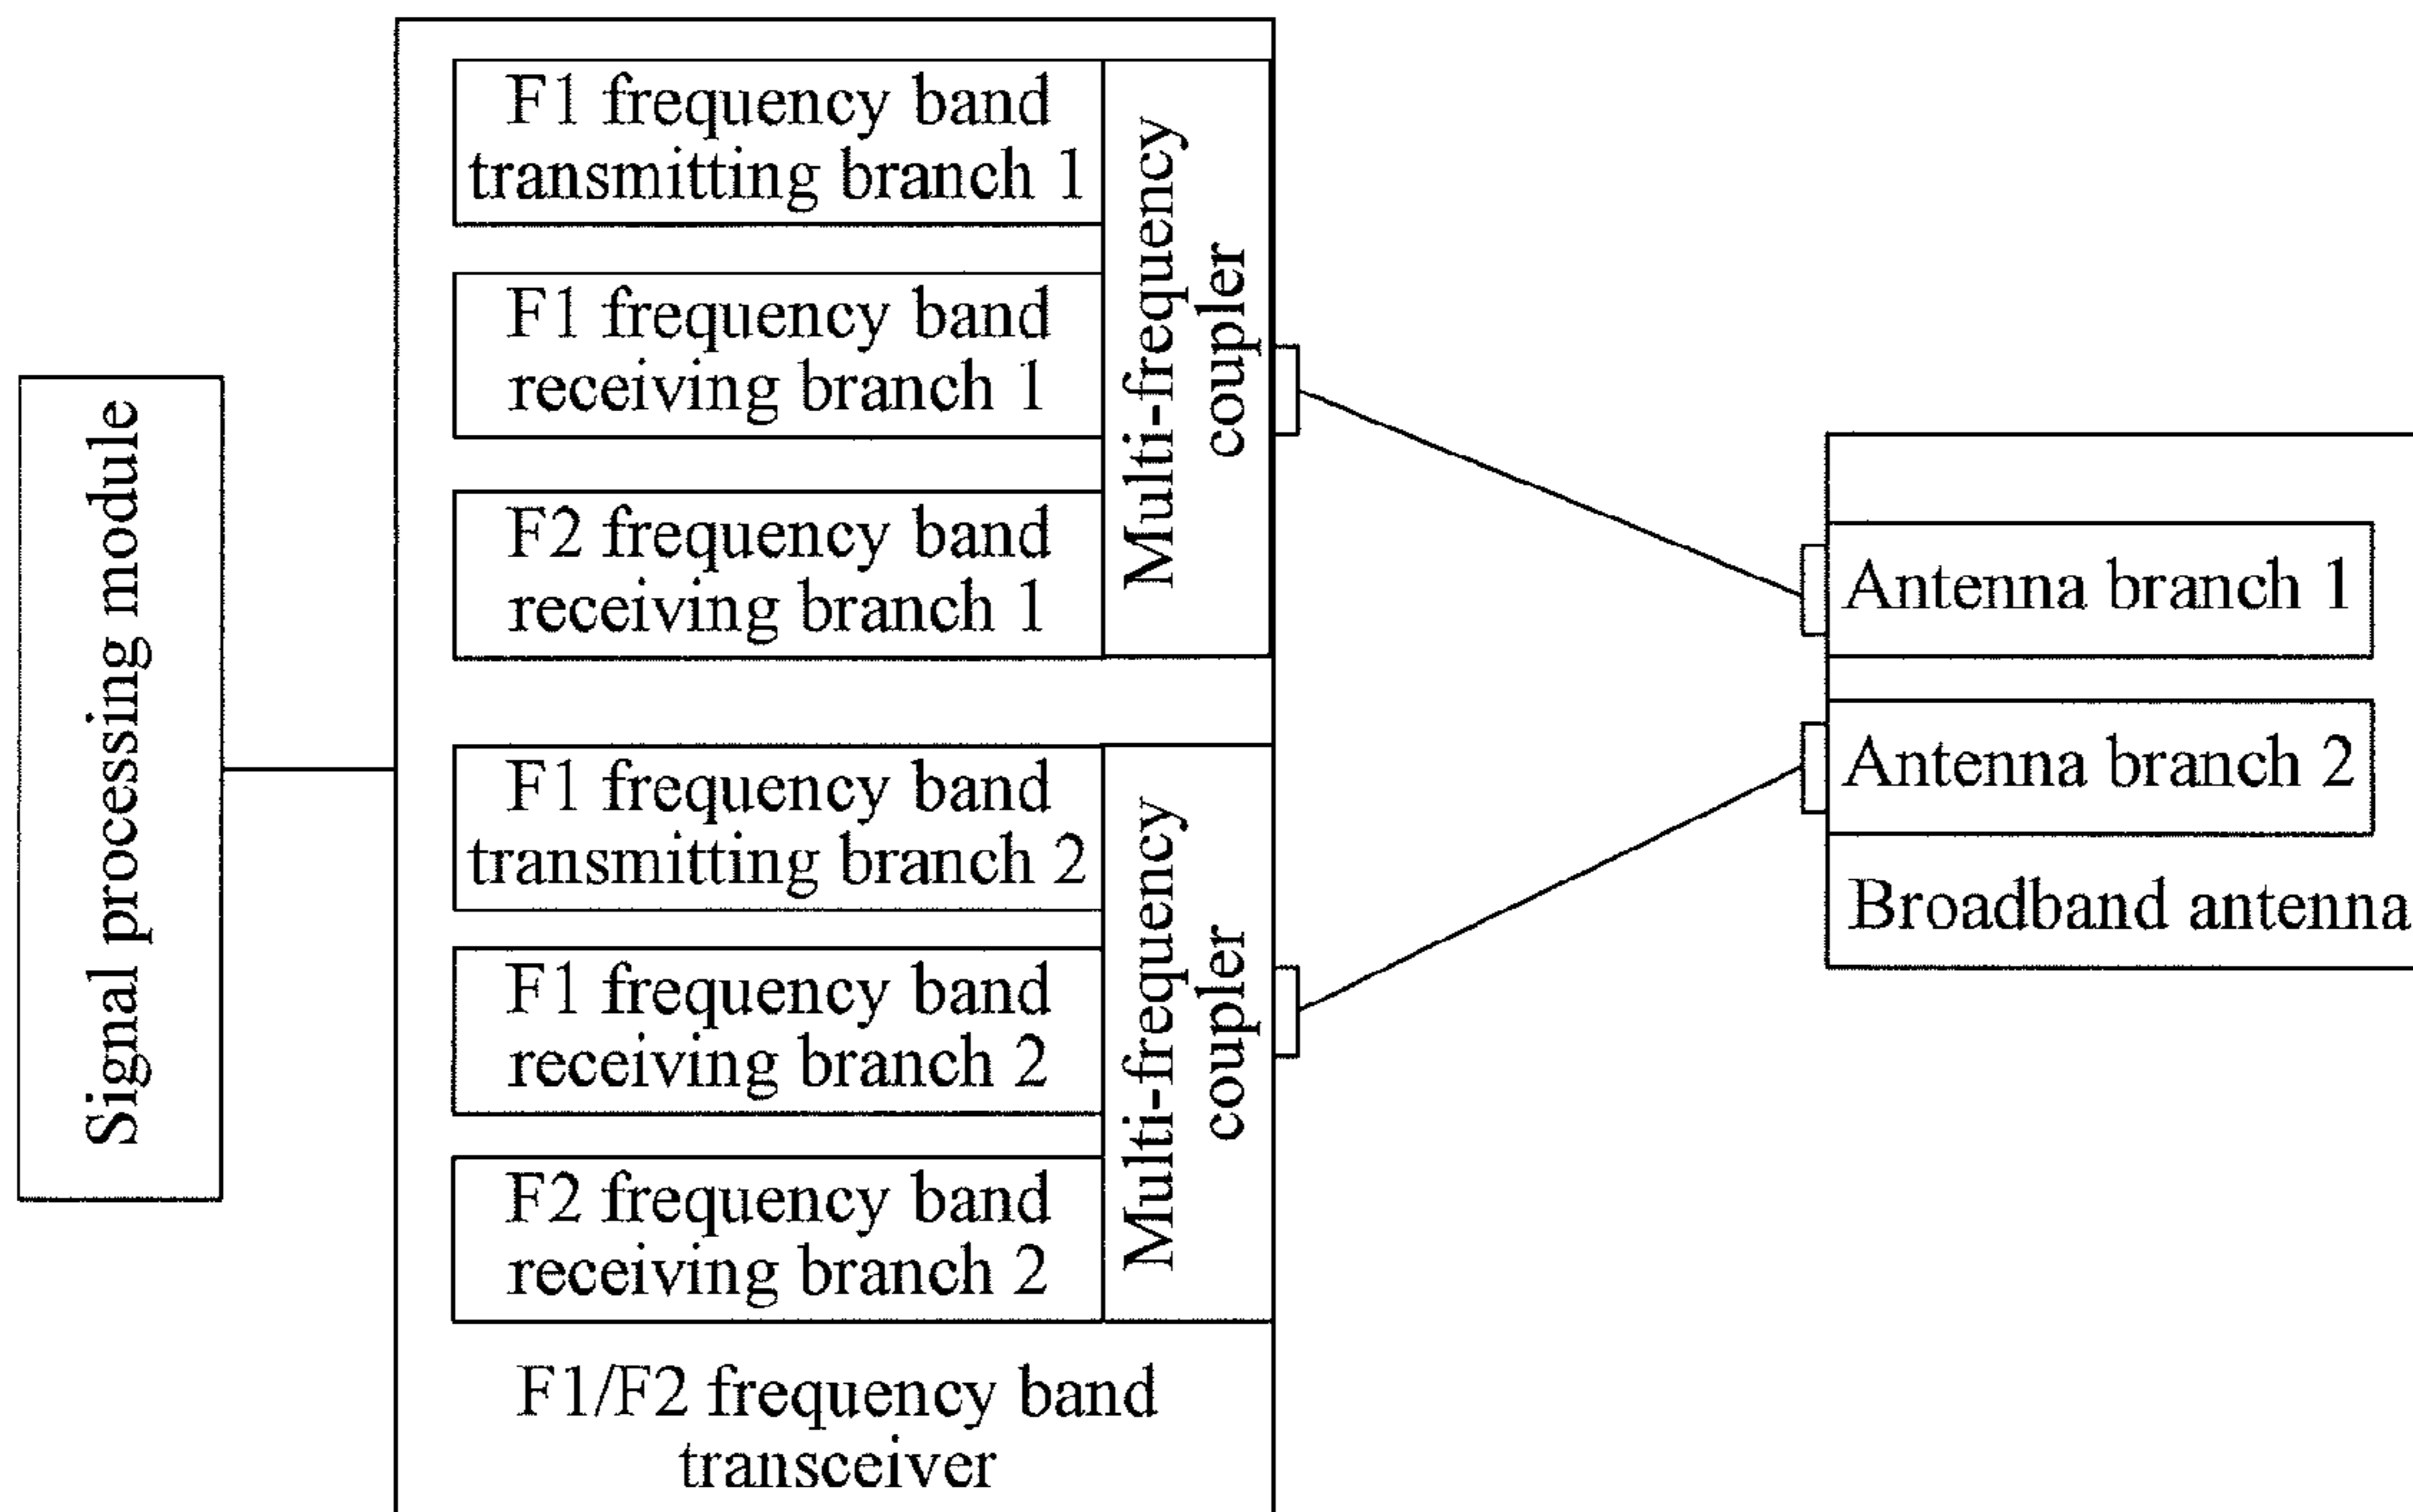 Signal processing module
F1 frequency band
transmitting branch 1
F1 frequency band
receiving branch 1
F2 frequency band
receiving branch 1
Multi-frequency
coupler
F1 frequency band
transmitting branch 2
F1 frequency band
receiving branch 2
F2 frequency band
receiving branch 2
Multi-frequency
coupler
F1/F2 frequency band
transceiver
Antenna branch 1
Antenna branch 2
Broadband antenna